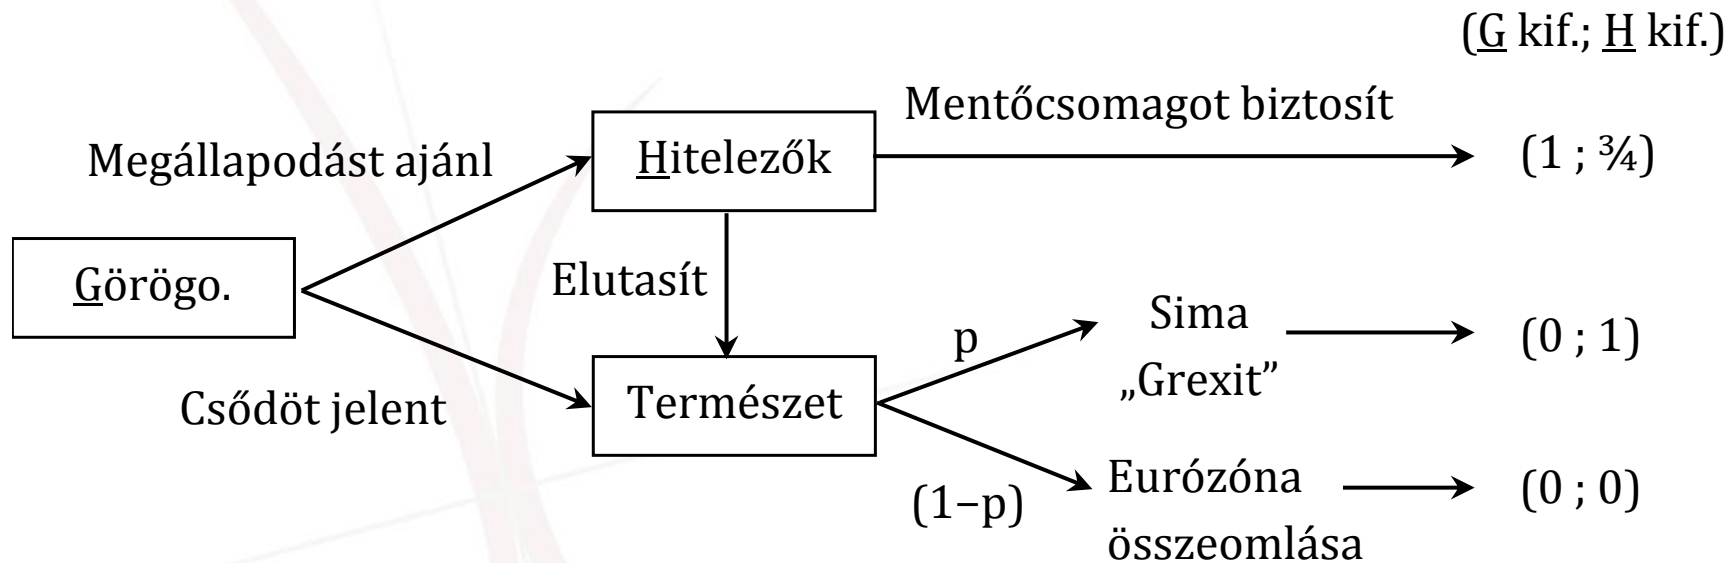 (G kif.; H kif.)
Mentőcsomagot biztosít
Megállapodást ajánl
Hitelezők
(1 ; ¾)
Görögo.
Elutasít
Sima
„Grexit”
p
(0 ; 1)
Csődöt jelent
Természet
(1−p)
Eurózóna
összeomlása
(0 ; 0)